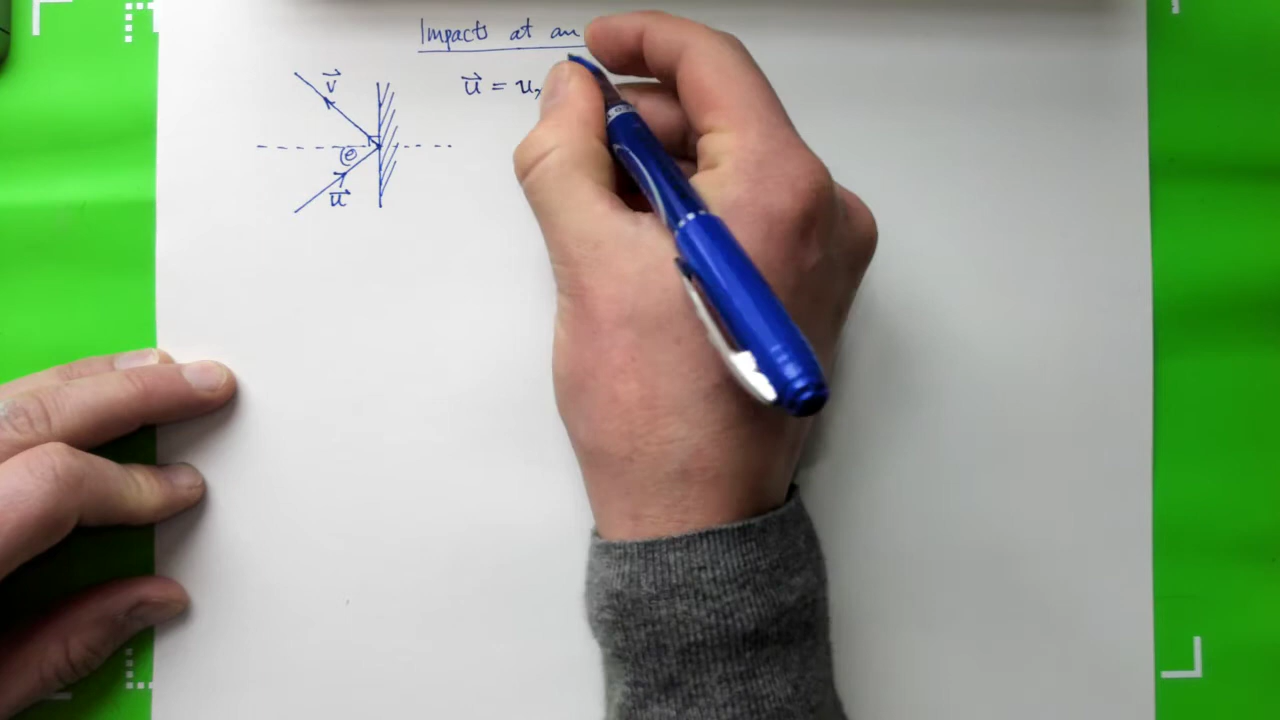 Impacts at an
v⃗
u⃗ = u
e
u⃗